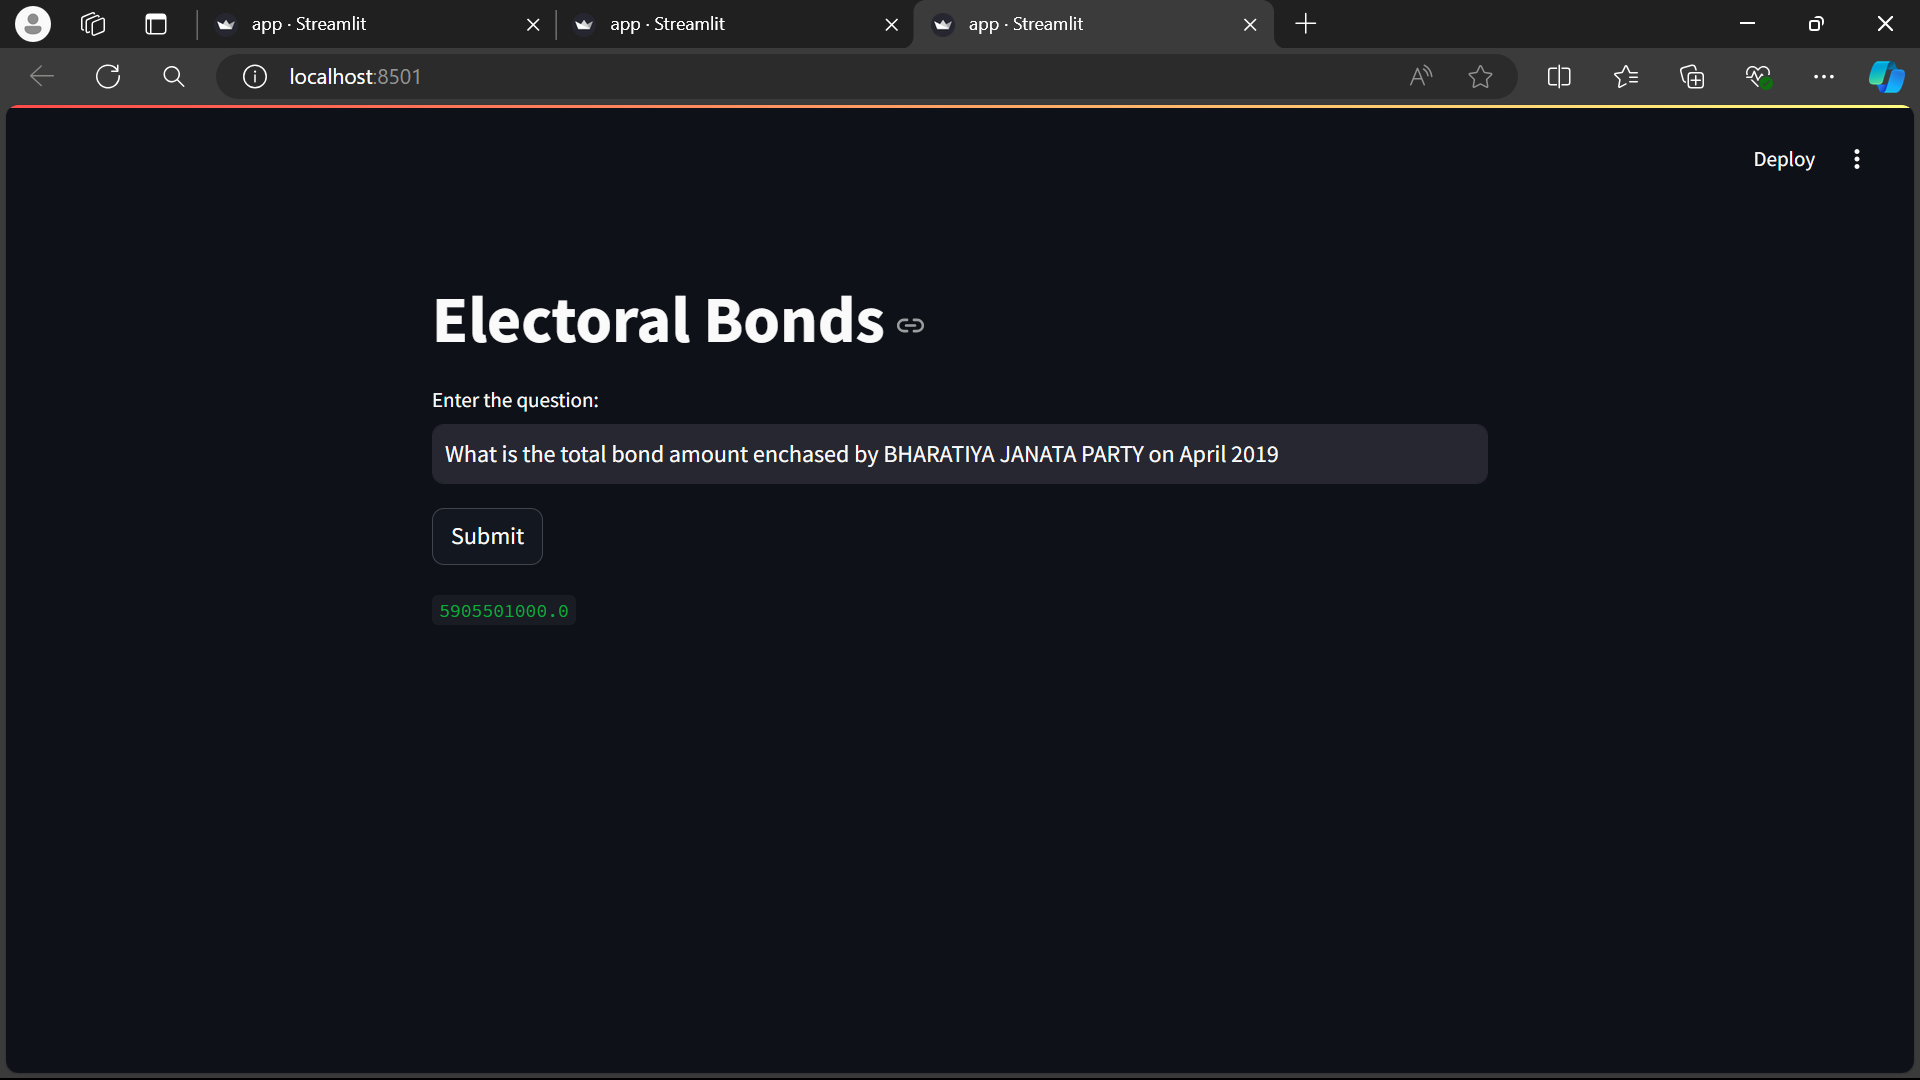 app · Streamlit
app · Streamlit
app · Streamlit
localhost:8501
Deploy
Electoral Bonds
Enter the question:
What is the total bond amount enchased by BHARATIYA JANATA PARTY on April 2019
Submit
5905501000.0